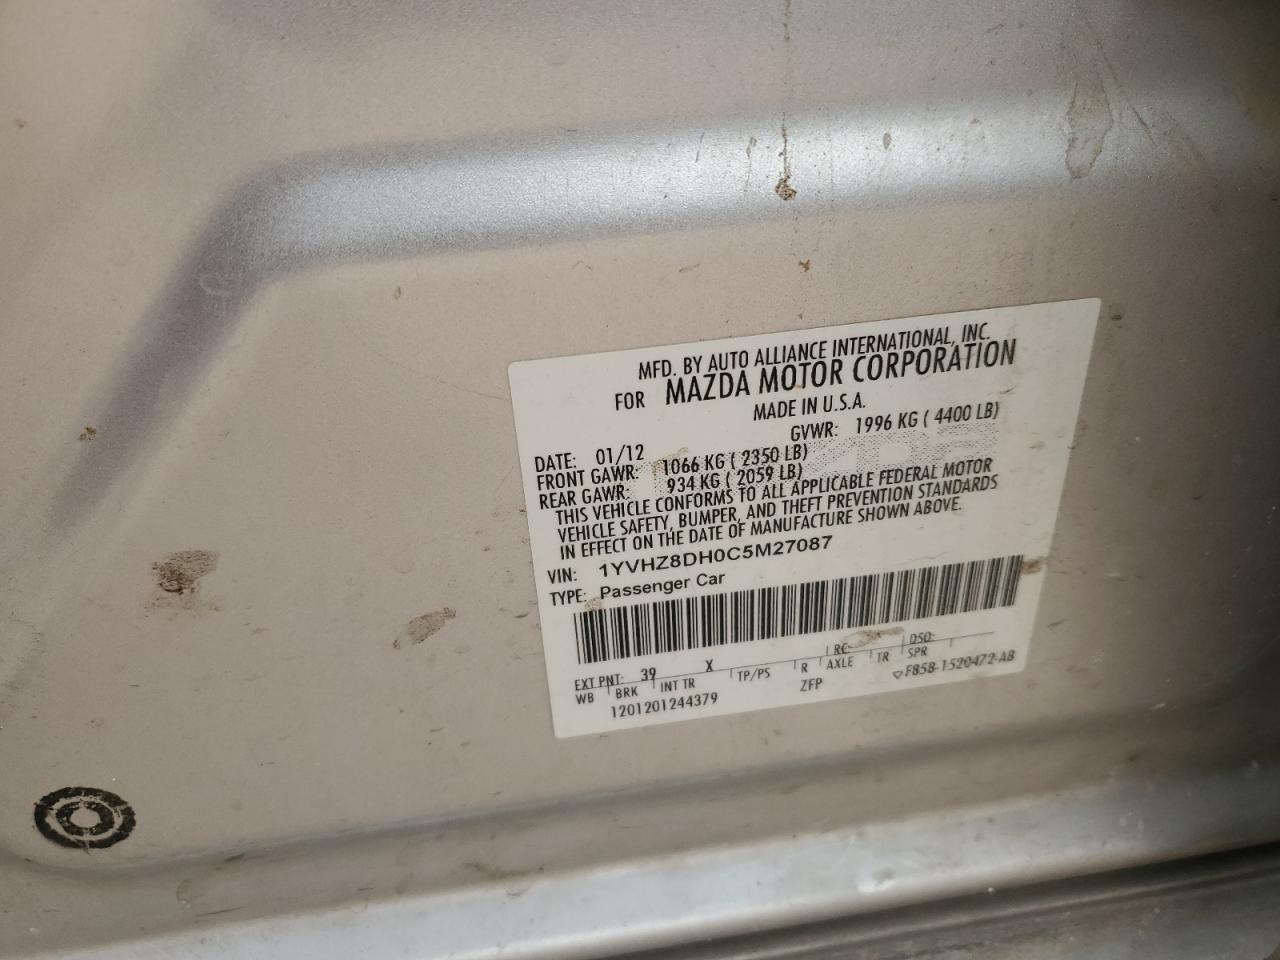 MFD. BY AUTO ALLIANCE INTERNATIONAL, INC.
FOR MAZDA MOTOR CORPORATION
MADE IN U.S.A.
DATE: 01/12 GVWR: 1996 KG ( 4400 LB)
FRONT GAWR: 1066 KG ( 2350 LB)
REAR GAWR: 934 KG ( 2059 LB)
THIS VEHICLE CONFORMS TO ALL APPLICABLE FEDERAL MOTOR
VEHICLE SAFETY, BUMPER, AND THEFT PREVENTION STANDARDS
IN EFFECT ON THE DATE OF MANUFACTURE SHOWN ABOVE.
VIN: 1YVHZ8DH0C5M27087
TYPE: Passenger Car
EXT PNT: 39 X RC: DSO:
WB BRK INT TR TP/PS R AXLE TR SPR
1201201244379 ZFP F85B-1520472-AB